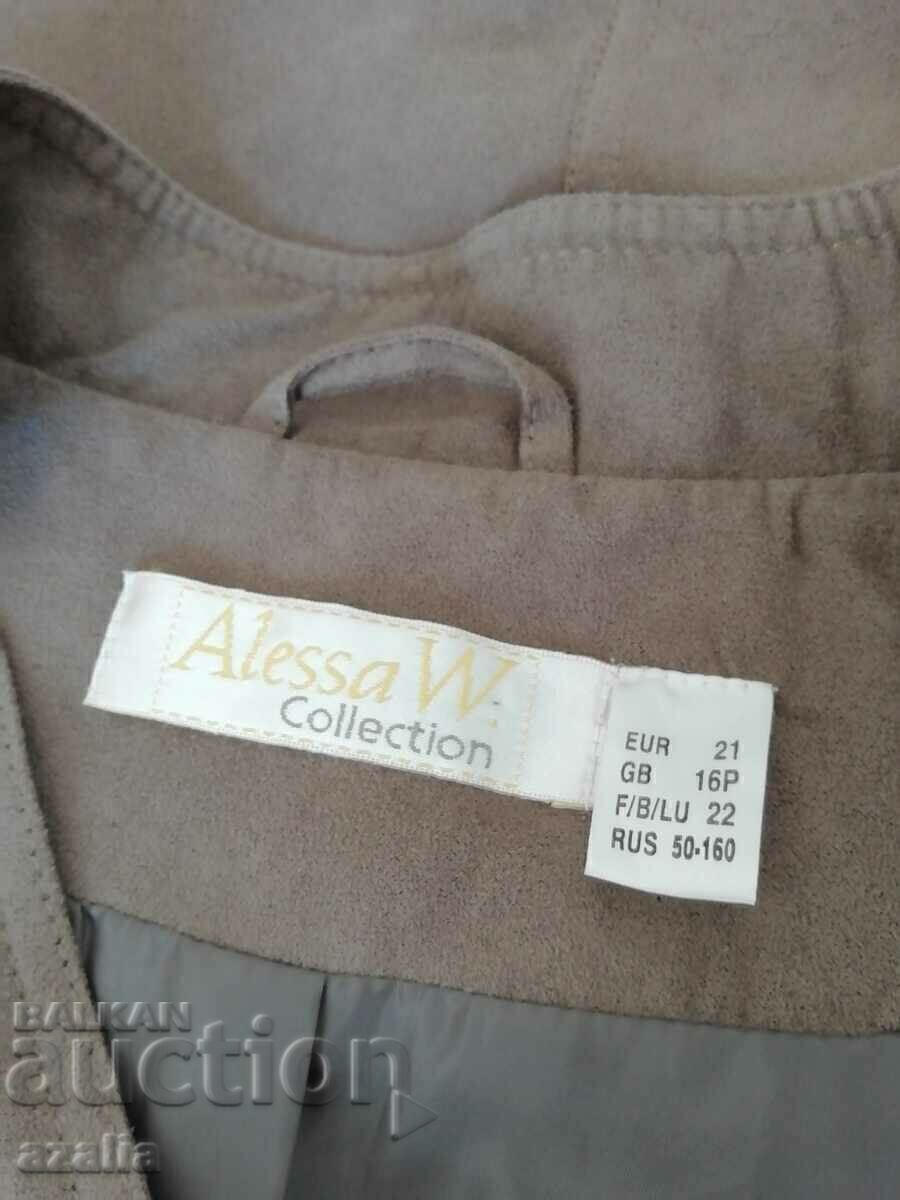 Alessa W.
Collection
EUR 21
GB 16P
F/B/LU 22
RUS 50-160
BALKAN
auction
azalia